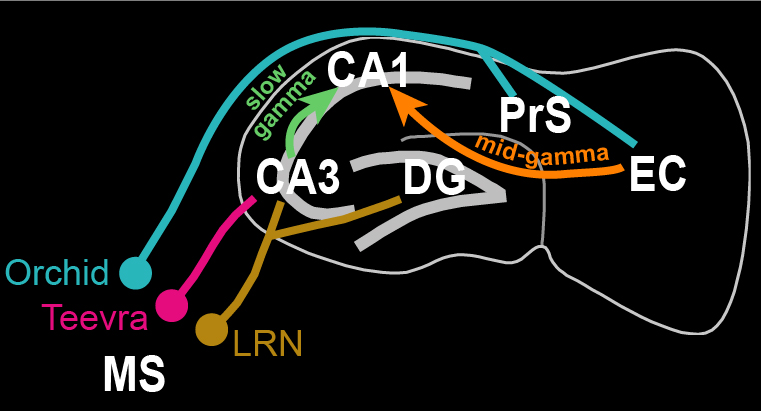 slow
gamma
CA1
PrS
mid-gamma
CA3
DG
EC
Orchid
Teevra
LRN
MS